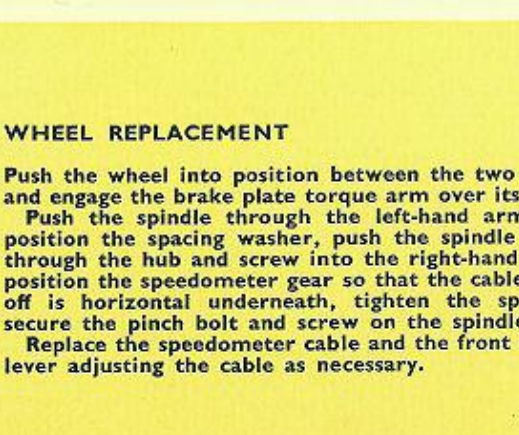 WHEEL REPLACEMENT
Push the wheel into position between the two
and engage the brake plate torque arm over its
Push the spindle through the left-hand arm
position the spacing washer, push the spindle
through the hub and screw into the right-hand
position the speedometer gear so that the cable
off is horizontal underneath, tighten the sp
secure the pinch bolt and screw on the spindle
Replace the speedometer cable and the front
lever adjusting the cable as necessary.